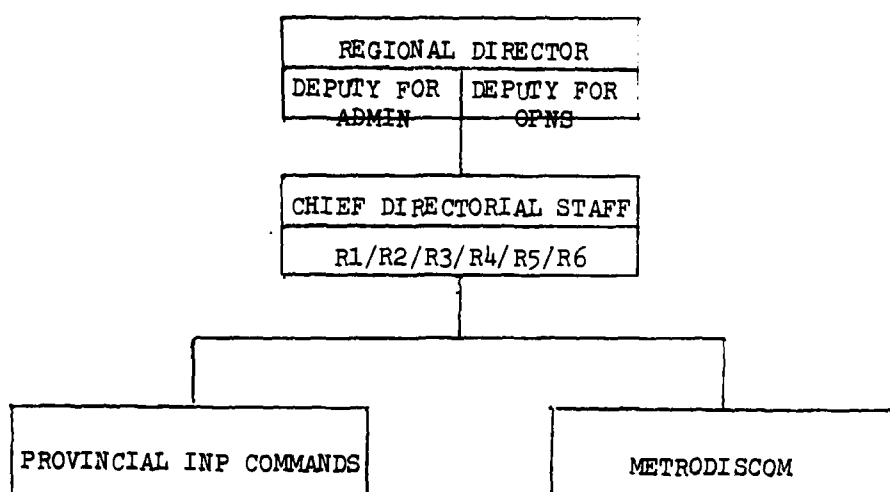 REGIONAL DIRECTOR
DEPUTY FOR ADMIN
DEPUTY FOR OPNS
CHIEF DIRECTORIAL STAFF
R1/R2/R3/R4/R5/R6
PROVINCIAL INP COMMANDS
METRODISCOM